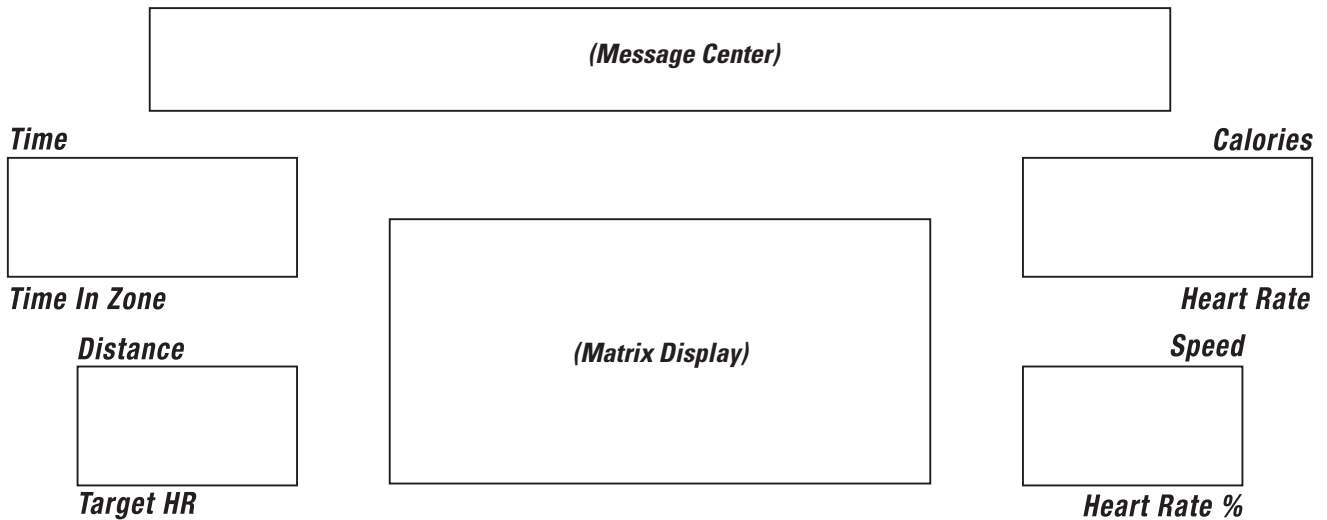 (Message Center)
Time
Calories
Time In Zone
Heart Rate
Distance
Speed
(Matrix Display)
Target HR
Heart Rate %